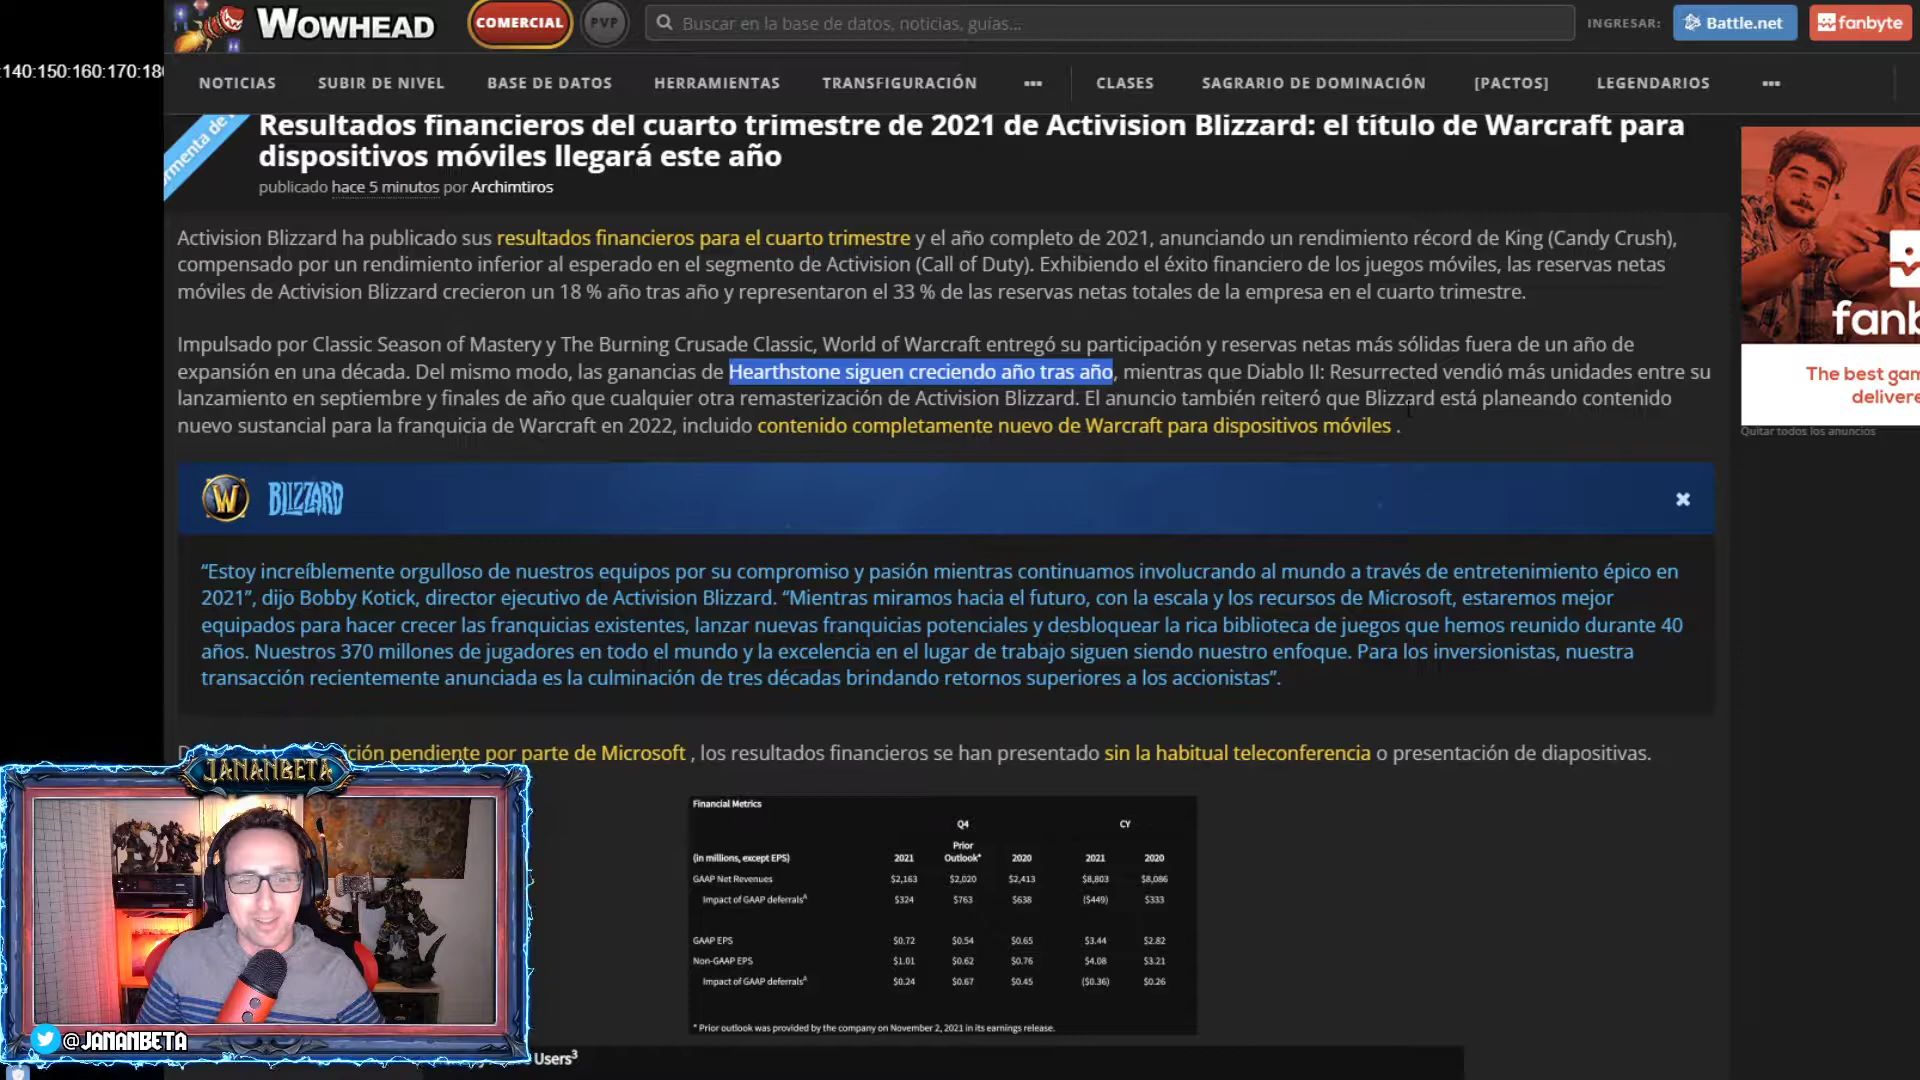 WOWHEAD
COMERCIAL
PVP
Buscar en la base de datos, noticias, guías...
INGRESAR:
Battle.net
fanbyte
:140:150:160:170:180
NOTICIAS
SUBIR DE NIVEL
BASE DE DATOS
HERRAMIENTAS
TRANSFIGURACIÓN
CLASES
SAGRARIO DE DOMINACIÓN
[PACTOS]
LEGENDARIOS
Resultados financieros del cuarto trimestre de 2021 de Activision Blizzard: el título de Warcraft para
dispositivos móviles llegará este año
publicado hace 5 minutos por Archimtiros
Activision Blizzard ha publicado sus resultados financieros para el cuarto trimestre y el año completo de 2021, anunciando un rendimiento récord de King (Candy Crush),
compensado por un rendimiento inferior al esperado en el segmento de Activision (Call of Duty). Exhibiendo el éxito financiero de los juegos móviles, las reservas netas
móviles de Activision Blizzard crecieron un 18 % año tras año y representaron el 33 % de las reservas netas totales de la empresa en el cuarto trimestre.
Impulsado por Classic Season of Mastery y The Burning Crusade Classic, World of Warcraft entregó su participación y reservas netas más sólidas fuera de un año de
expansión en una década. Del mismo modo, las ganancias de Hearthstone siguen creciendo año tras año, mientras que Diablo II: Resurrected vendió más unidades entre su
lanzamiento en septiembre y finales de año que cualquier otra remasterización de Activision Blizzard. El anuncio también reiteró que Blizzard está planeando contenido
nuevo sustancial para la franquicia de Warcraft en 2022, incluido contenido completamente nuevo de Warcraft para dispositivos móviles .
fanb
The best gam
delivere
Quitar todos los anuncios
W BLIZZARD
“Estoy increíblemente orgulloso de nuestros equipos por su compromiso y pasión mientras continuamos involucrando al mundo a través de entretenimiento épico en
2021”, dijo Bobby Kotick, director ejecutivo de Activision Blizzard. “Mientras miramos hacia el futuro, con la escala y los recursos de Microsoft, estaremos mejor
equipados para hacer crecer las franquicias existentes, lanzar nuevas franquicias potenciales y desbloquear la rica biblioteca de juegos que hemos reunido durante 40
años. Nuestros 370 millones de jugadores en todo el mundo y la excelencia en el lugar de trabajo siguen siendo nuestro enfoque. Para los inversionistas, nuestra
transacción recientemente anunciada es la culminación de tres décadas brindando retornos superiores a los accionistas”.
pendiente por parte de Microsoft , los resultados financieros se han presentado sin la habitual teleconferencia o presentación de diapositivas.
JANANBETA
Financial Metrics
Q4 CY
Prior
(in millions, except EPS) 2021 Outlook* 2020 2021 2020
GAAP Net Revenues $2,163 $2,020 $2,413 $8,803 $8,086
Impact of GAAP deferralsA $324 $763 $638 ($449) $333
GAAP EPS $0.72 $0.54 $0.65 $3.44 $2.82
Non-GAAP EPS $1.01 $0.62 $0.76 $4.08 $3.21
Impact of GAAP deferralsA $0.24 $0.67 $0.45 ($0.36) $0.26
* Prior outlook was provided by the company on November 2, 2021 in its earnings release.
@JANANBETA
Users3